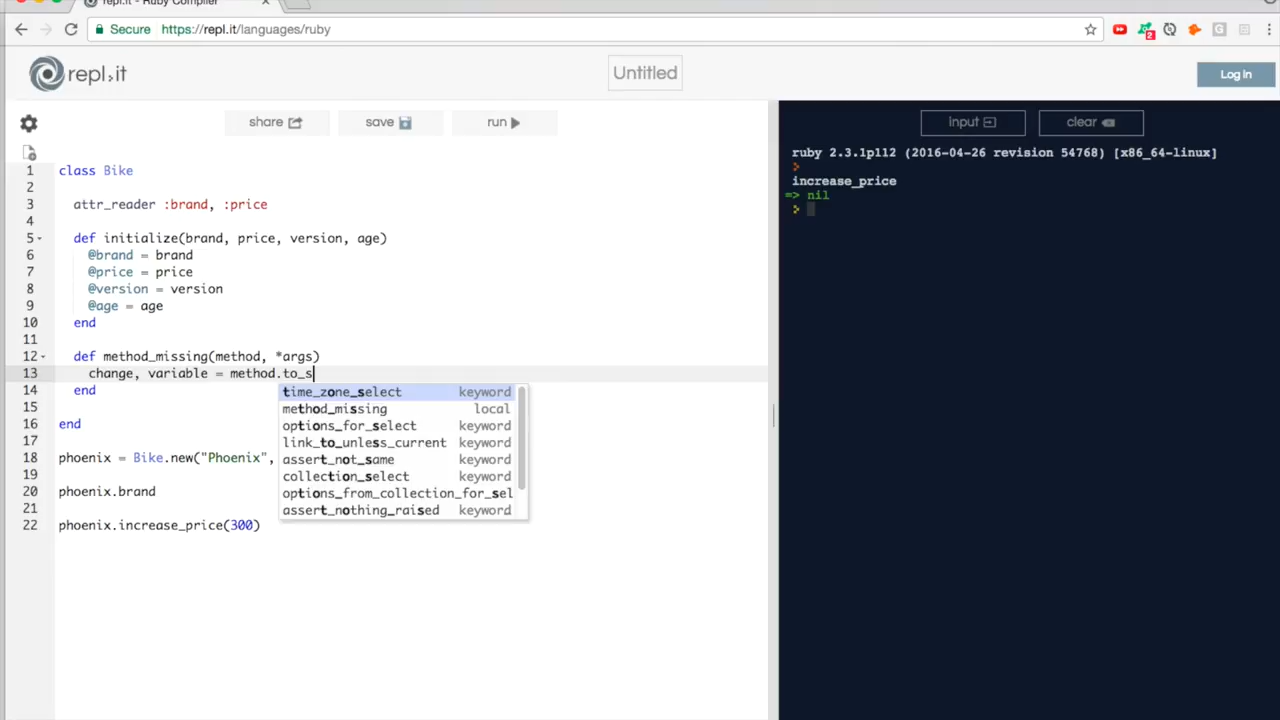 repl.it - Ruby Compiler
Secure https://repl.it/languages/ruby
2
repl.it
Untitled
Log in
share
save
run
input
clear
1 class Bike
2
3 attr_reader :brand, :price
4
5 def initialize(brand, price, version, age)
6 @brand = brand
7 @price = price
8 @version = version
9 @age = age
10 end
11
12 def method_missing(method, *args)
13 change, variable = method.to_s
14 end
15
16 end
17
18 phoenix = Bike.new("Phoenix",
19
20 phoenix.brand
21
22 phoenix.increase_price(300)
time_zone_select keyword
method_missing local
options_for_select keyword
link_to_unless_current keyword
assert_not_same keyword
collection_select keyword
options_from_collection_for_sel
assert_nothing_raised keyword
ruby 2.3.1p112 (2016-04-26 revision 54768) [x86_64-linux]
>
increase_price
=> nil
>